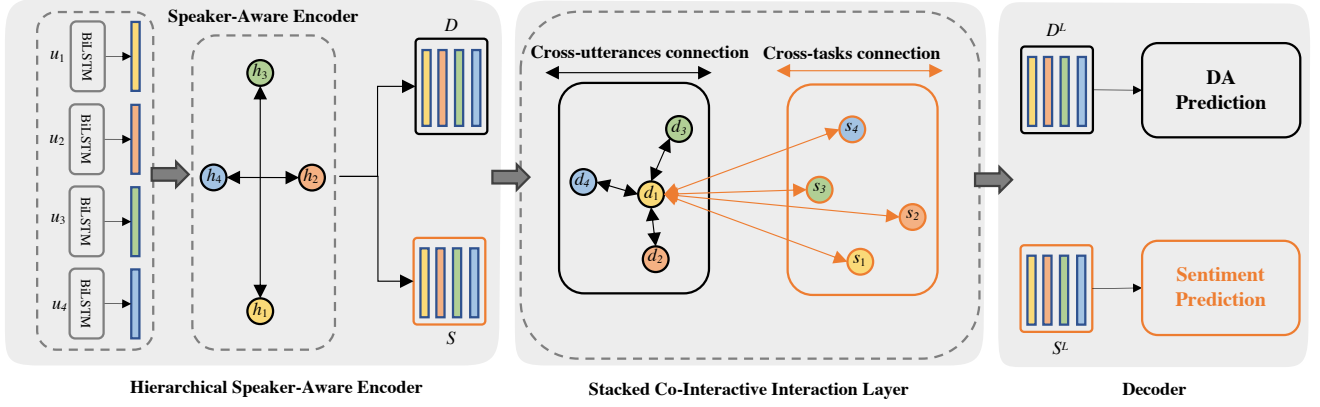 Speaker-Aware Encoder
u1
BiLSTM
u2
BiLSTM
u3
BiLSTM
u4
BiLSTM
h3
h4
h2
h1
D
S
Cross-utterances connection
Cross-tasks connection
d3
d4
d1
d2
s4
s3
s2
s1
D^L
DA
Prediction
Sentiment
Prediction
S^L
Hierarchical Speaker-Aware Encoder
Stacked Co-Interactive Interaction Layer
Decoder